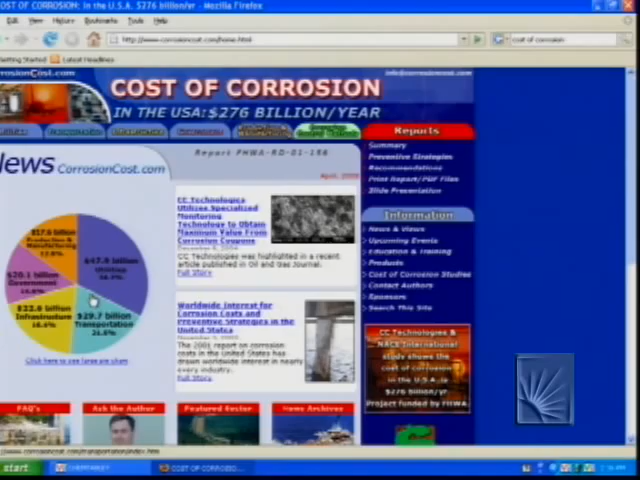 COST OF CORROSION: in the U.S.A. $276 billion/yr - Mozilla Firefox
View History Bookmarks Tools Help
http://www.corrosioncost.com/home.html
cost of corrosion
Getting Started Latest Headlines
rrosionCost.com
COST OF CORROSION
IN THE USA:$276 BILLION/YEAR
Reports
Summary
Preventive Strategies
Recommendations
Print Report/PDF Files
Slide Presentation
News CorrosionCost.com
Report FHWA-RD-01-156
$17.6 billion
Production &
Manufacturing
$47.9 billion
Utilities
$20.1 billion
Government
$22.6 billion
Infrastructure
16.4%
$29.7 billion
Transportation
21.5%
Click here to see large pie chart
CC Technologies
Utilizes Specialized
Monitoring
Technology to Obtain
Maximum Value From
Corrosion Coupons
CC Technologies was highlighted in a recent
article published in Oil and Gas Journal.
Full Story
Worldwide Interest for
Corrosion Costs and
Preventive Strategies in the
United States
The 2001 report on corrosion
costs in the United States has
drawn worldwide interest in nearly
every industry.
Full Story
Information
News & Views
Upcoming Events
Education & Training
Products
Cost of Corrosion Studies
Contact Authors
Sponsors
Search This Site
CC Technologies &
NACE International
study shows the
cost of corrosion
in the U.S.A. is
$276 Billion/yr
Project funded by FHWA.
FAQ's
Ask the Author
Featured Sector
News Archives
start
COST OF CORROSIO...